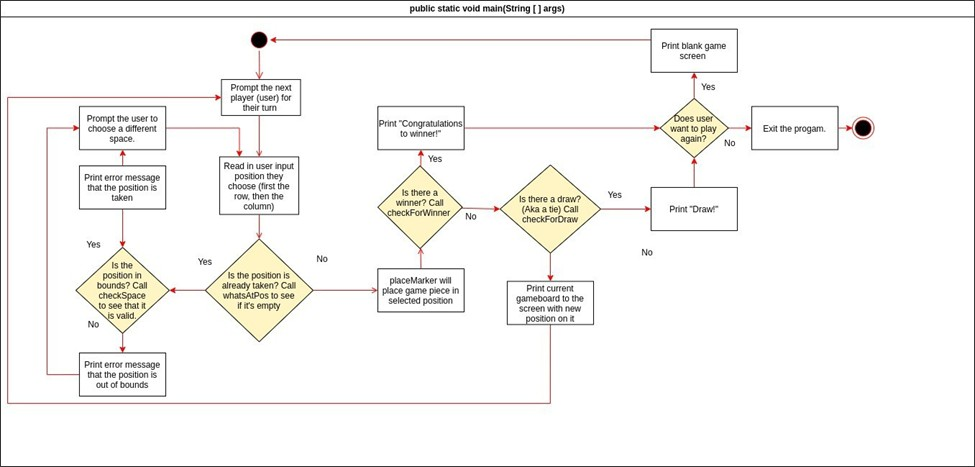 public static void main(String [ ] args)
Print blank game
screen
Yes
Prompt the next
player (user) for
their turn
Prompt the user to
choose a different
space.
Print "Congratulations
to winner!"
Does user
want to play
again?
No
Exit the progam.
Yes
Print error message
that the position is
taken
Read in user input
position they
choose (first the
row, then the
column)
Is there a
winner? Call
checkForWinner
No
Is there a draw?
(Aka a tie) Call
checkForDraw
Yes
Print "Draw!"
No
Yes
Is the
position in
bounds? Call
checkSpace
to see that it
is valid.
No
Yes
Is the position is
already taken? Call
whatsAtPos to see
if it's empty
No
placeMarker will
place game piece in
selected position
Print current
gameboard to the
screen with new
position on it
Print error message
that the position is
out of bounds